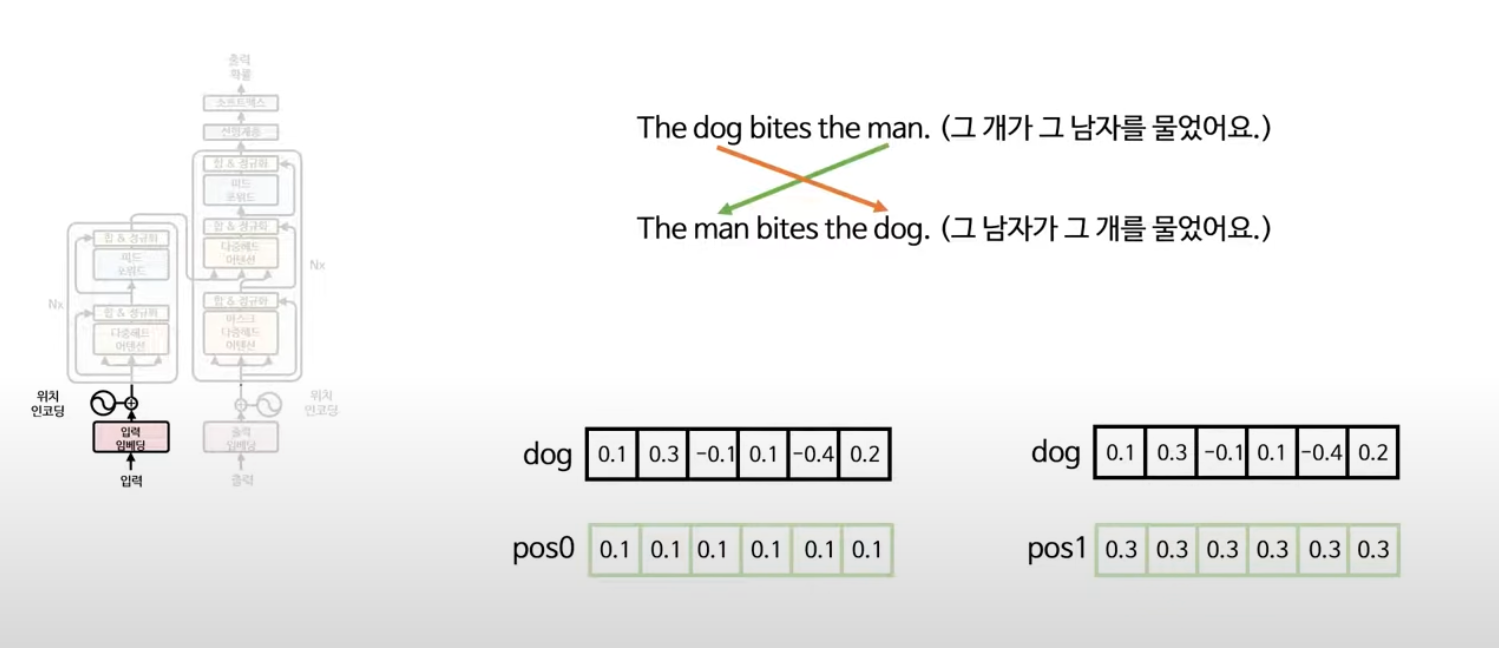 출력
확률
소프트맥스
선형계층
합 & 정규화
피드
포워드
합 & 정규화
다중헤드
어텐션
Nx
합 & 정규화
마스크
다중헤드
어텐션
합 & 정규화
피드
포워드
Nx
합 & 정규화
다중헤드
어텐션
위치
인코딩
위치
인코딩
입력
임베딩
출력
임베딩
입력
출력
The dog bites the man. (그 개가 그 남자를 물었어요.)
The man bites the dog. (그 남자가 그 개를 물었어요.)
dog 0.1 0.3 -0.1 0.1 -0.4 0.2
dog 0.1 0.3 -0.1 0.1 -0.4 0.2
pos0 0.1 0.1 0.1 0.1 0.1 0.1
pos1 0.3 0.3 0.3 0.3 0.3 0.3